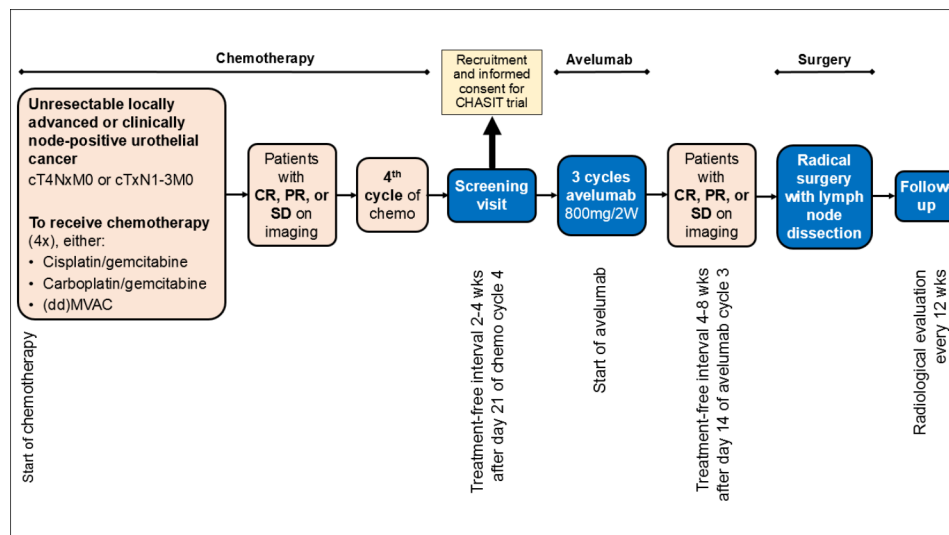 Chemotherapy
Recruitment
and informed
consent for
CHASIT trial
Avelumab
Surgery
Unresectable locally
advanced or clinically
node-positive urothelial
cancer
cT4NxM0 or cTxN1-3M0
To receive chemotherapy
(4x), either:
• Cisplatin/gemcitabine
• Carboplatin/gemcitabine
• (dd)MVAC
Patients
with
CR, PR, or
SD on
imaging
4th
cycle of
chemo
Screening
visit
3 cycles
avelumab
800mg/2W
Patients
with
CR, PR, or
SD on
imaging
Radical
surgery
with lymph
node
dissection
Follow-
up
Start of chemotherapy
Treatment-free interval 2-4 wks
after day 21 of chemo cycle 4
Start of avelumab
Treatment-free interval 4-8 wks
after day 14 of avelumab cycle 3
Radiological evaluation
every 12 wks